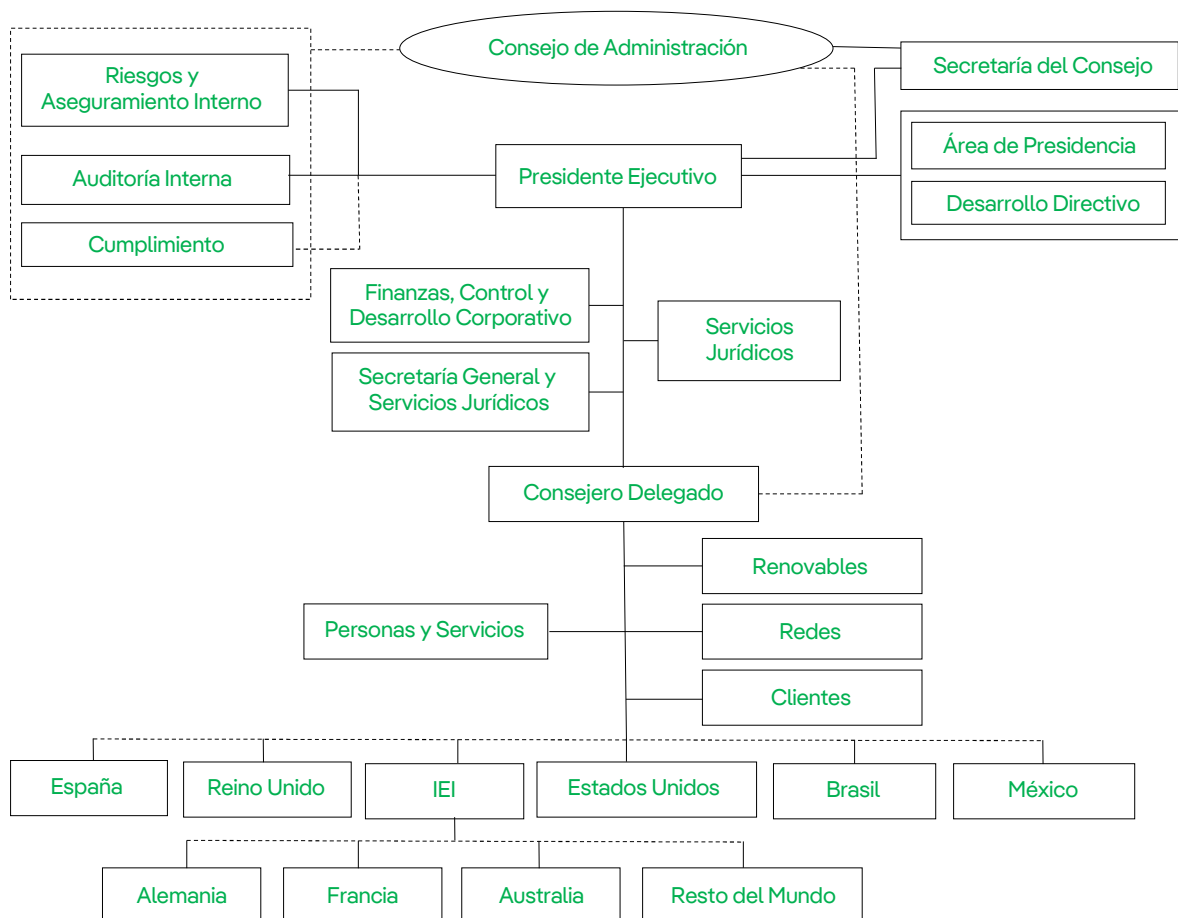 Consejo de Administración
Secretaría del Consejo
Riesgos y
Aseguramiento Interno
Área de Presidencia
Auditoría Interna
Presidente Ejecutivo
Desarrollo Directivo
Cumplimiento
Finanzas, Control y
Desarrollo Corporativo
Servicios
Jurídicos
Secretaría General y
Servicios Jurídicos
Consejero Delegado
Renovables
Personas y Servicios
Redes
Clientes
España
Reino Unido
IEI
Estados Unidos
Brasil
México
Alemania
Francia
Australia
Resto del Mundo